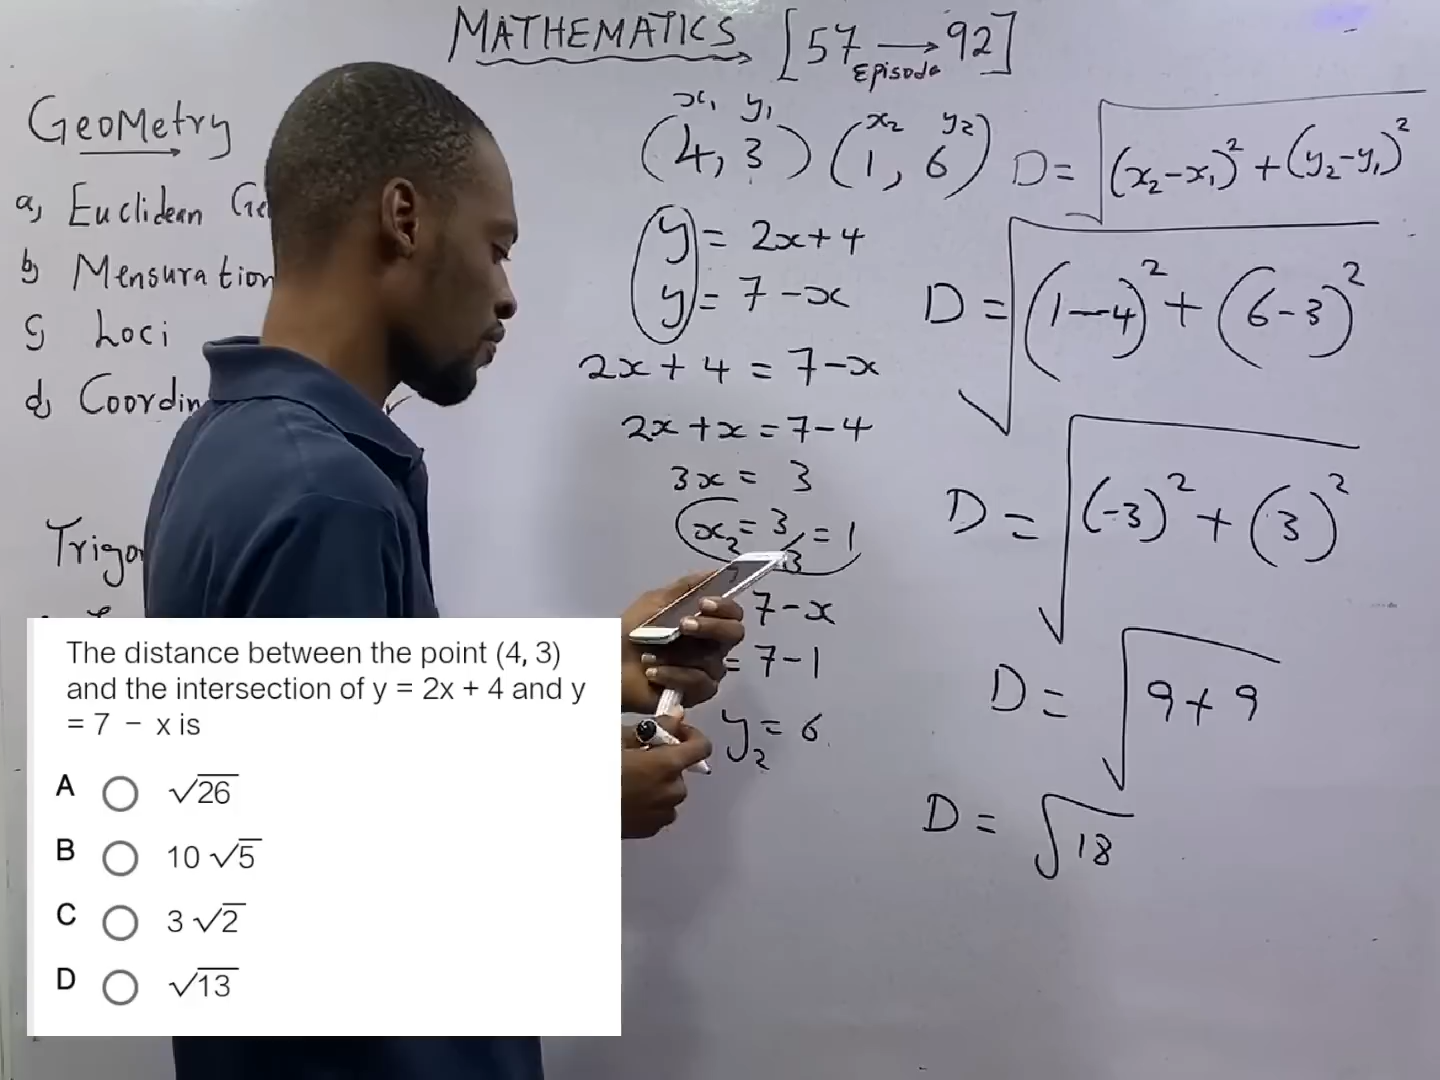 MATHEMATICS [57 → 92]
Episode
Geometry
a, Euclidean
b, Mensuration
c, Loci
d,
x₁ y₁ x₂ y₂
(4, 3) (1, 6)
y = 2x+4
y = 7-x
2x + 4 = 7-x
2x +x = 7-4
3x = 3
x₂ = 3/3 = 1
7-x
= 7-1
y₂ = 6
D = √(x₂-x₁)² + (y₂-y₁)²
D = √(1-4)² + (6-3)²
D = √(-3)² + (3)²
D = √9+9
D = √18
The distance between the point (4, 3)
and the intersection of y = 2x + 4 and y
= 7 − x is
A √26
B 10 √5
C 3 √2
D √13